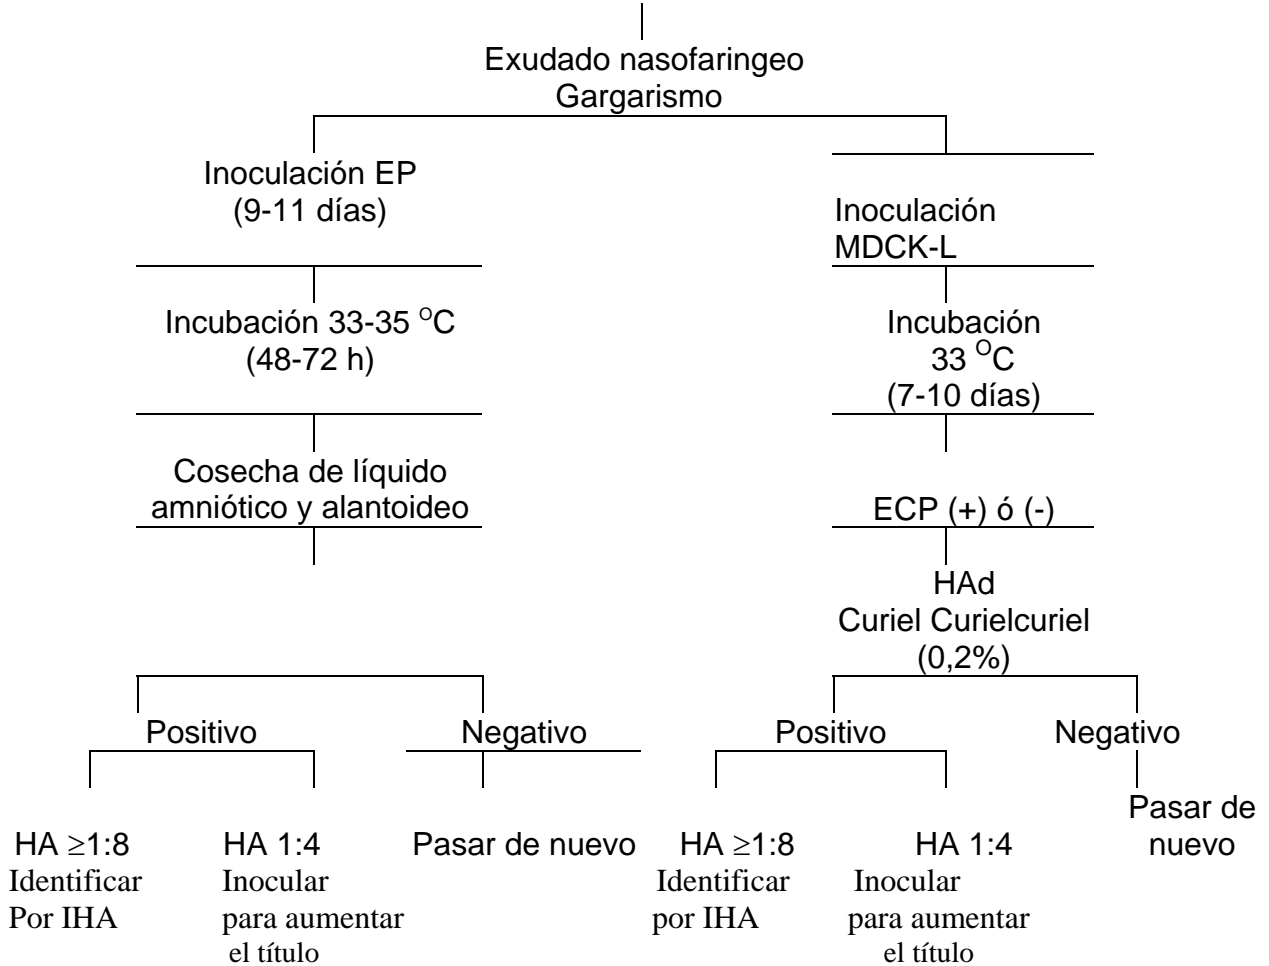 Exudado nasofaringeo
Gargarismo
Inoculación EP
(9-11 días)
Incubación 33-35 ᴼC
(48-72 h)
Cosecha de líquido
amniótico y alantoideo
Positivo
Negativo
HA ≥1:8
Identificar
Por IHA
HA 1:4
Inocular
para aumentar
el título
Pasar de nuevo
Inoculación
MDCK-L
Incubación
33 ᴼC
(7-10 días)
ECP (+) ó (-)
HAd
Curiel Curielcuriel
(0,2%)
Positivo
Negativo
HA ≥1:8
Identificar
por IHA
HA 1:4
Inocular
para aumentar
el título
Pasar de
nuevo